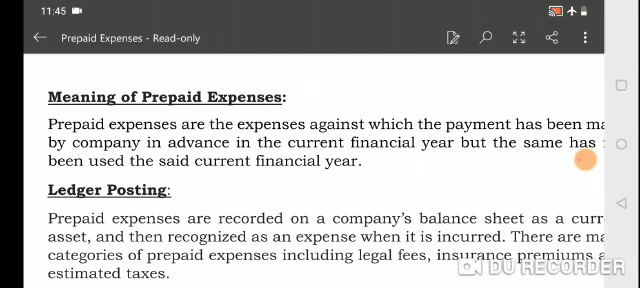 11:45
Prepaid Expenses - Read-only
Meaning of Prepaid Expenses:
Prepaid expenses are the expenses against which the payment has been ma
by company in advance in the current financial year but the same has
been used the said current financial year.
Ledger Posting:
Prepaid expenses are recorded on a company's balance sheet as a curr
asset, and then recognized as an expense when it is incurred. There are ma
categories of prepaid expenses including legal fees, insurance premiums a
estimated taxes.
DU RECORDER